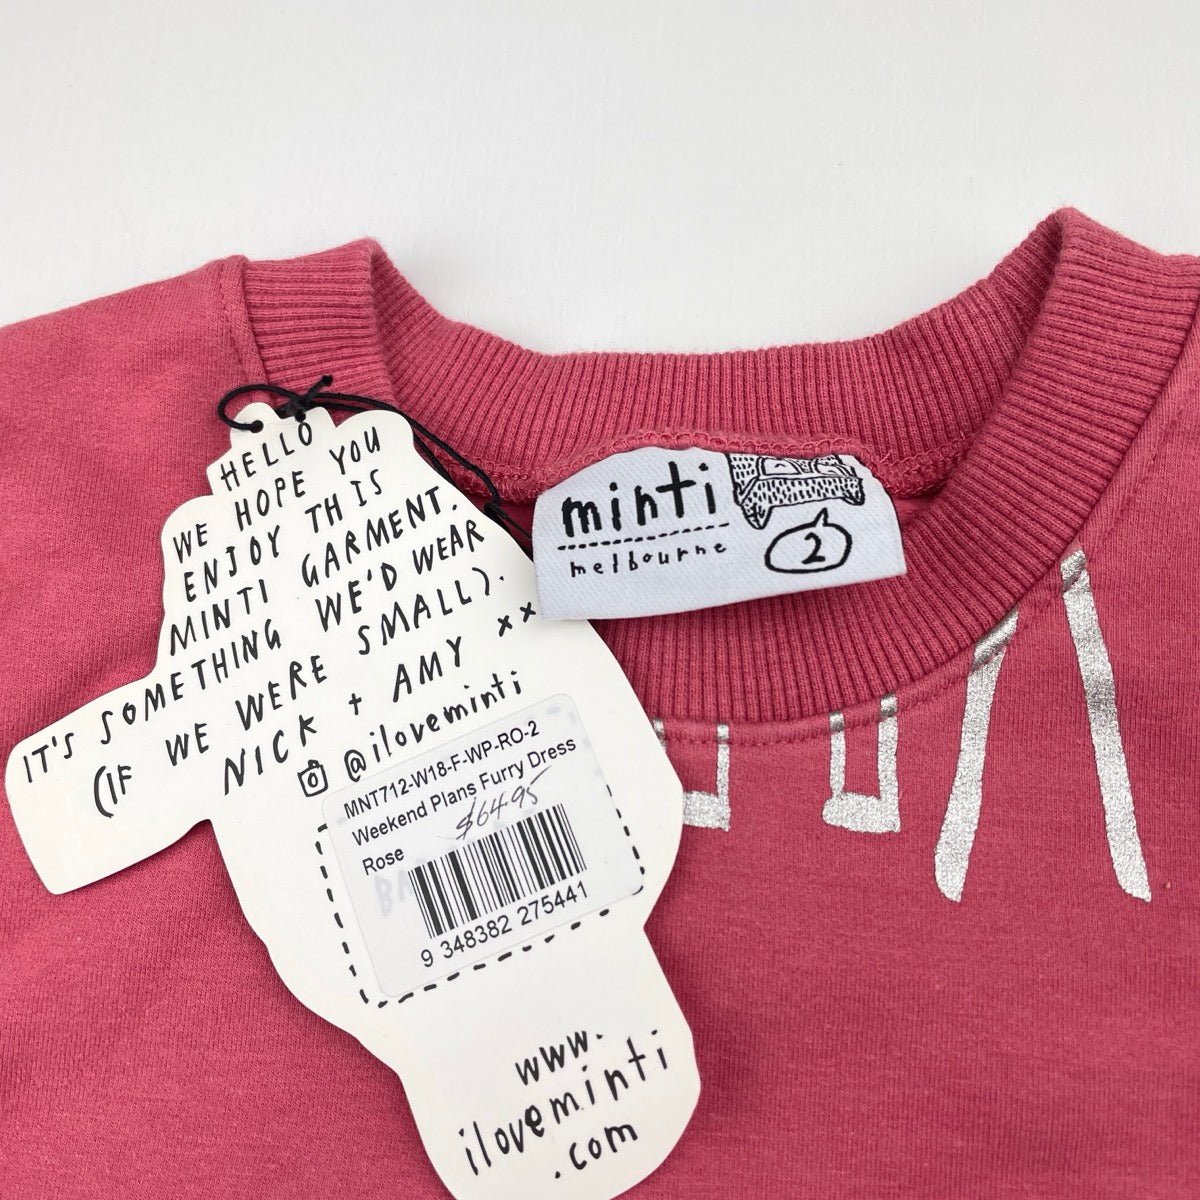 HELLO
WE HOPE YOU
ENJOY THIS
MINTI GARMENT.
IT'S SOMETHING WE'D WEAR
(IF WE WERE SMALL).
NICK + AMY xx
@iloveminti
MNT712-W18-F-WP-RO-2
Weekend Plans Furry Dress
$64.95
Rose
9 348382 275441
www.
iloveminti
.com
minti
melbourne
2